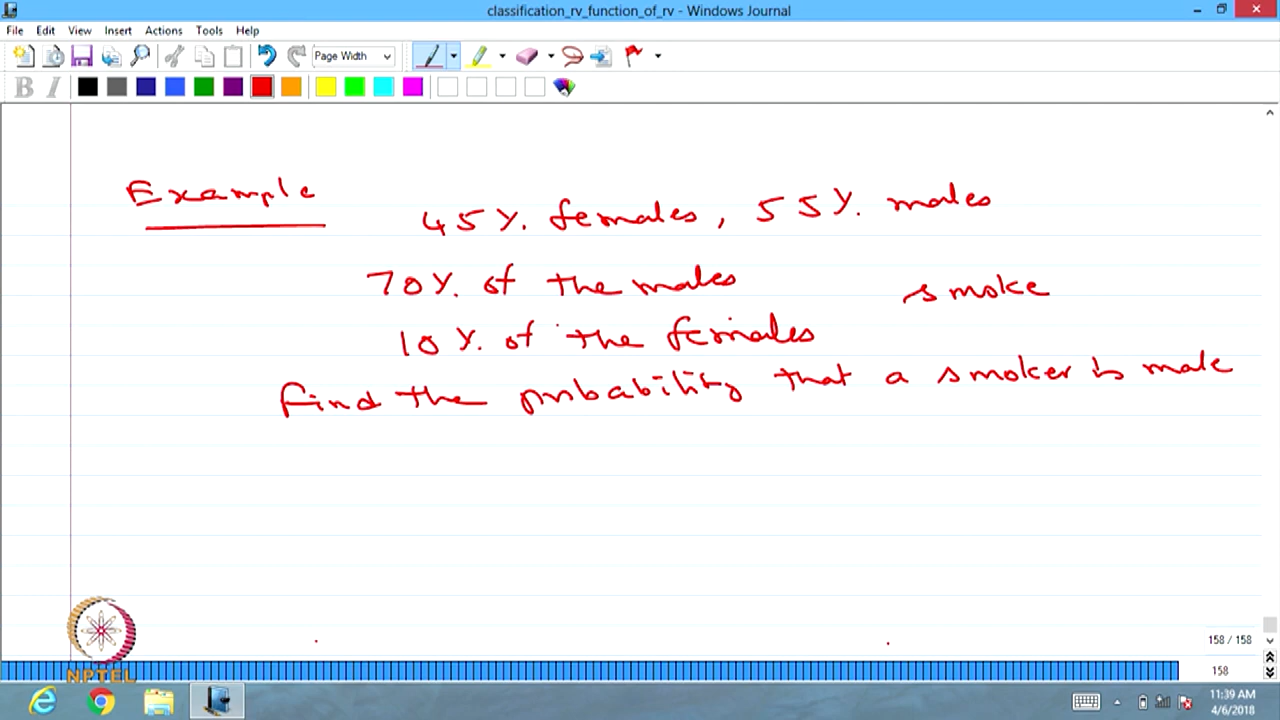 classification_rv_function_of_rv - Windows Journal
File Edit View Insert Actions Tools Help
Page Width
B I
Example
45%. females, 55%. males
70%. of the males smoke
10%. of the females
find the probability that a smoker is male
NPTEL
158 / 158
158
11:39 AM
4/6/2018